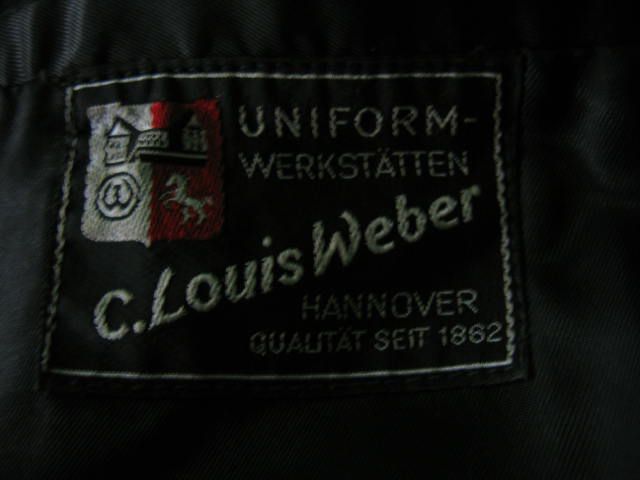 UNIFORM-
WERKSTÄTTEN
C. Louis Weber
HANNOVER
QUALITÄT SEIT 1862